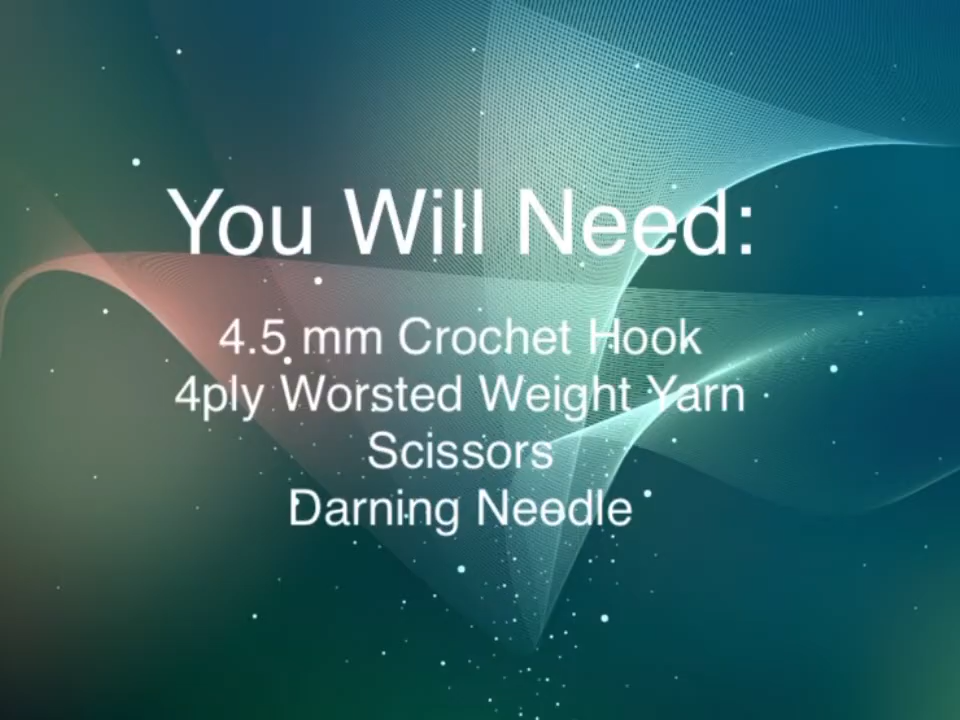 You Will Need:
4.5 mm Crochet Hook
4ply Worsted Weight Yarn
Scissors
Darning Needle